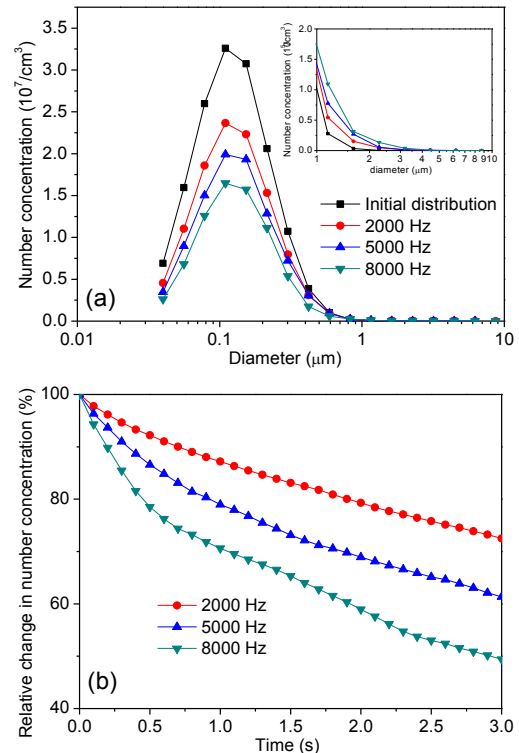 (a)
Number concentration (10⁷/cm³)
3.5
3.0
2.5
2.0
1.5
1.0
0.5
0.0
0.01
0.1
1
10
Diameter (μm)
Initial distribution
2000 Hz
5000 Hz
8000 Hz
2.0
1.5
1.0
0.5
0.0
1
2
3
4
5
6
7
8
9
10
diameter (μm)
(b)
Relative change in number concentration (%)
100
80
60
40
0.0
0.5
1.0
1.5
2.0
2.5
3.0
Time (s)
2000 Hz
5000 Hz
8000 Hz